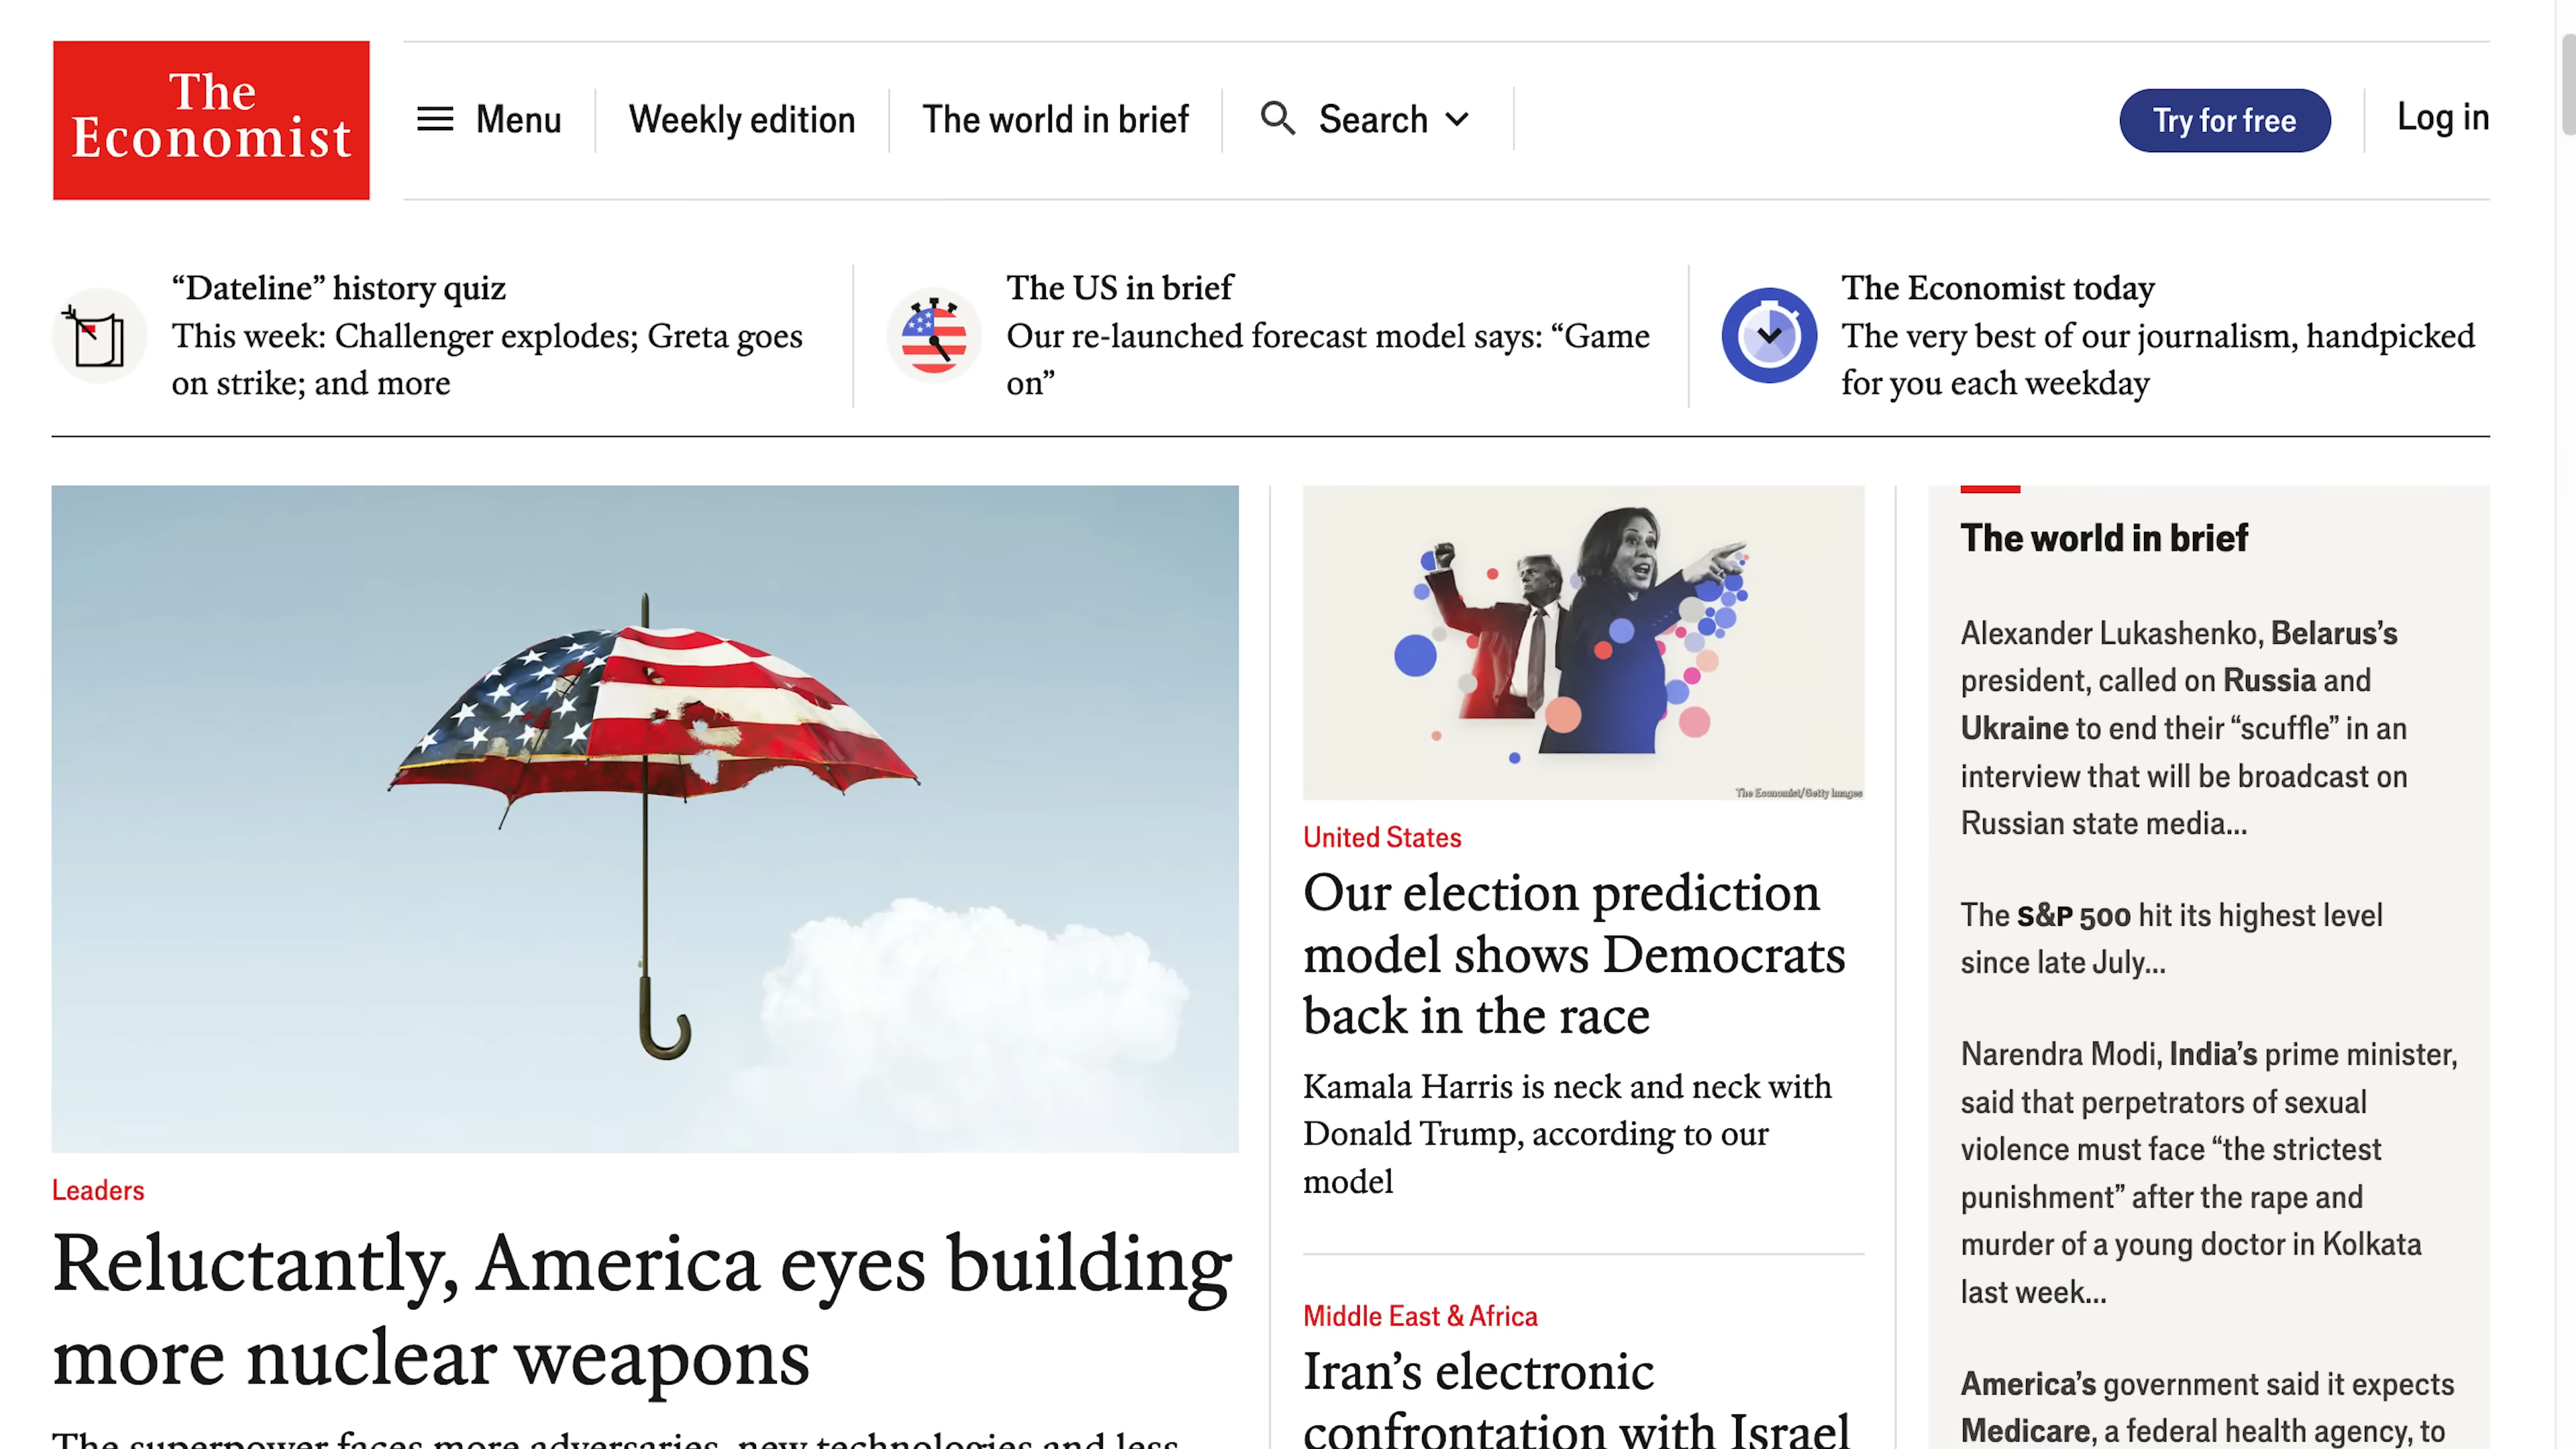 The
Economist
Menu
Weekly edition
The world in brief
Search
Try for free
Log in
“Dateline” history quiz
This week: Challenger explodes; Greta goes
on strike; and more
The US in brief
Our re-launched forecast model says: “Game
on”
The Economist today
The very best of our journalism, handpicked
for you each weekday
Leaders
Reluctantly, America eyes building
more nuclear weapons
The superpower faces more adversaries, new technologies and less
The Economist/Getty Images
United States
Our election prediction
model shows Democrats
back in the race
Kamala Harris is neck and neck with
Donald Trump, according to our
model
Middle East & Africa
Iran’s electronic
confrontation with Israel
The world in brief
Alexander Lukashenko, Belarus’s
president, called on Russia and
Ukraine to end their “scuffle” in an
interview that will be broadcast on
Russian state media...
The S&P 500 hit its highest level
since late July...
Narendra Modi, India’s prime minister,
said that perpetrators of sexual
violence must face “the strictest
punishment” after the rape and
murder of a young doctor in Kolkata
last week...
America’s government said it expects
Medicare, a federal health agency, to